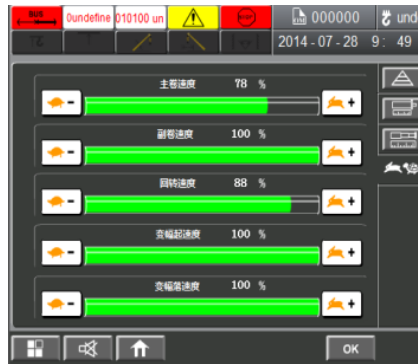 BUS
0undefine
010100 un
STOP
000000
und
2014-07-28 9: 49
主卷速度 78 %
- +
副卷速度 100 %
- +
回转速度 88 %
- +
变幅起速度 100 %
- +
变幅落速度 100 %
- +
OK